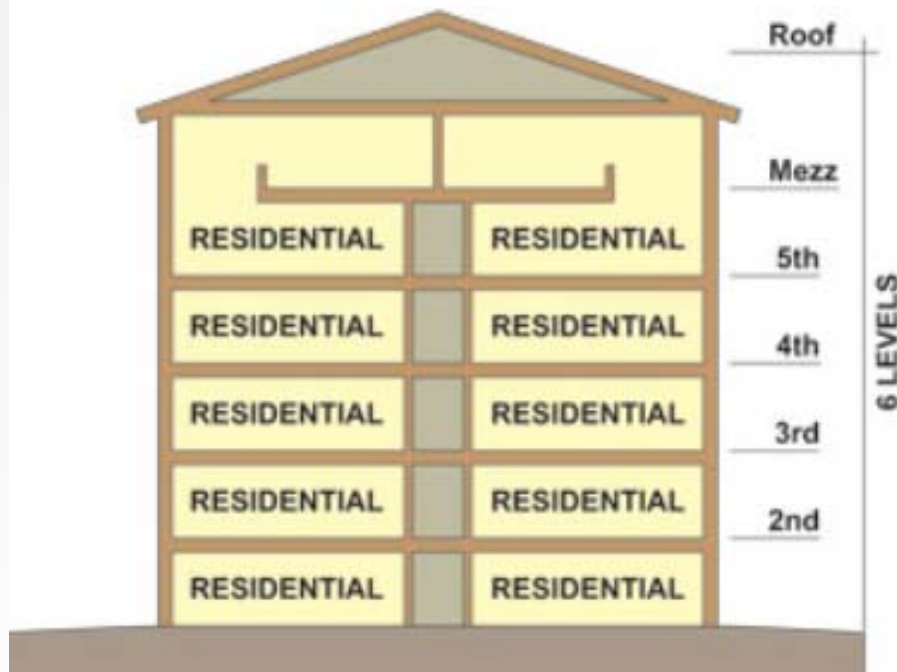 Roof
Mezz
RESIDENTIAL RESIDENTIAL
5th
RESIDENTIAL RESIDENTIAL
4th
RESIDENTIAL RESIDENTIAL
3rd
RESIDENTIAL RESIDENTIAL
2nd
RESIDENTIAL RESIDENTIAL
6 LEVELS